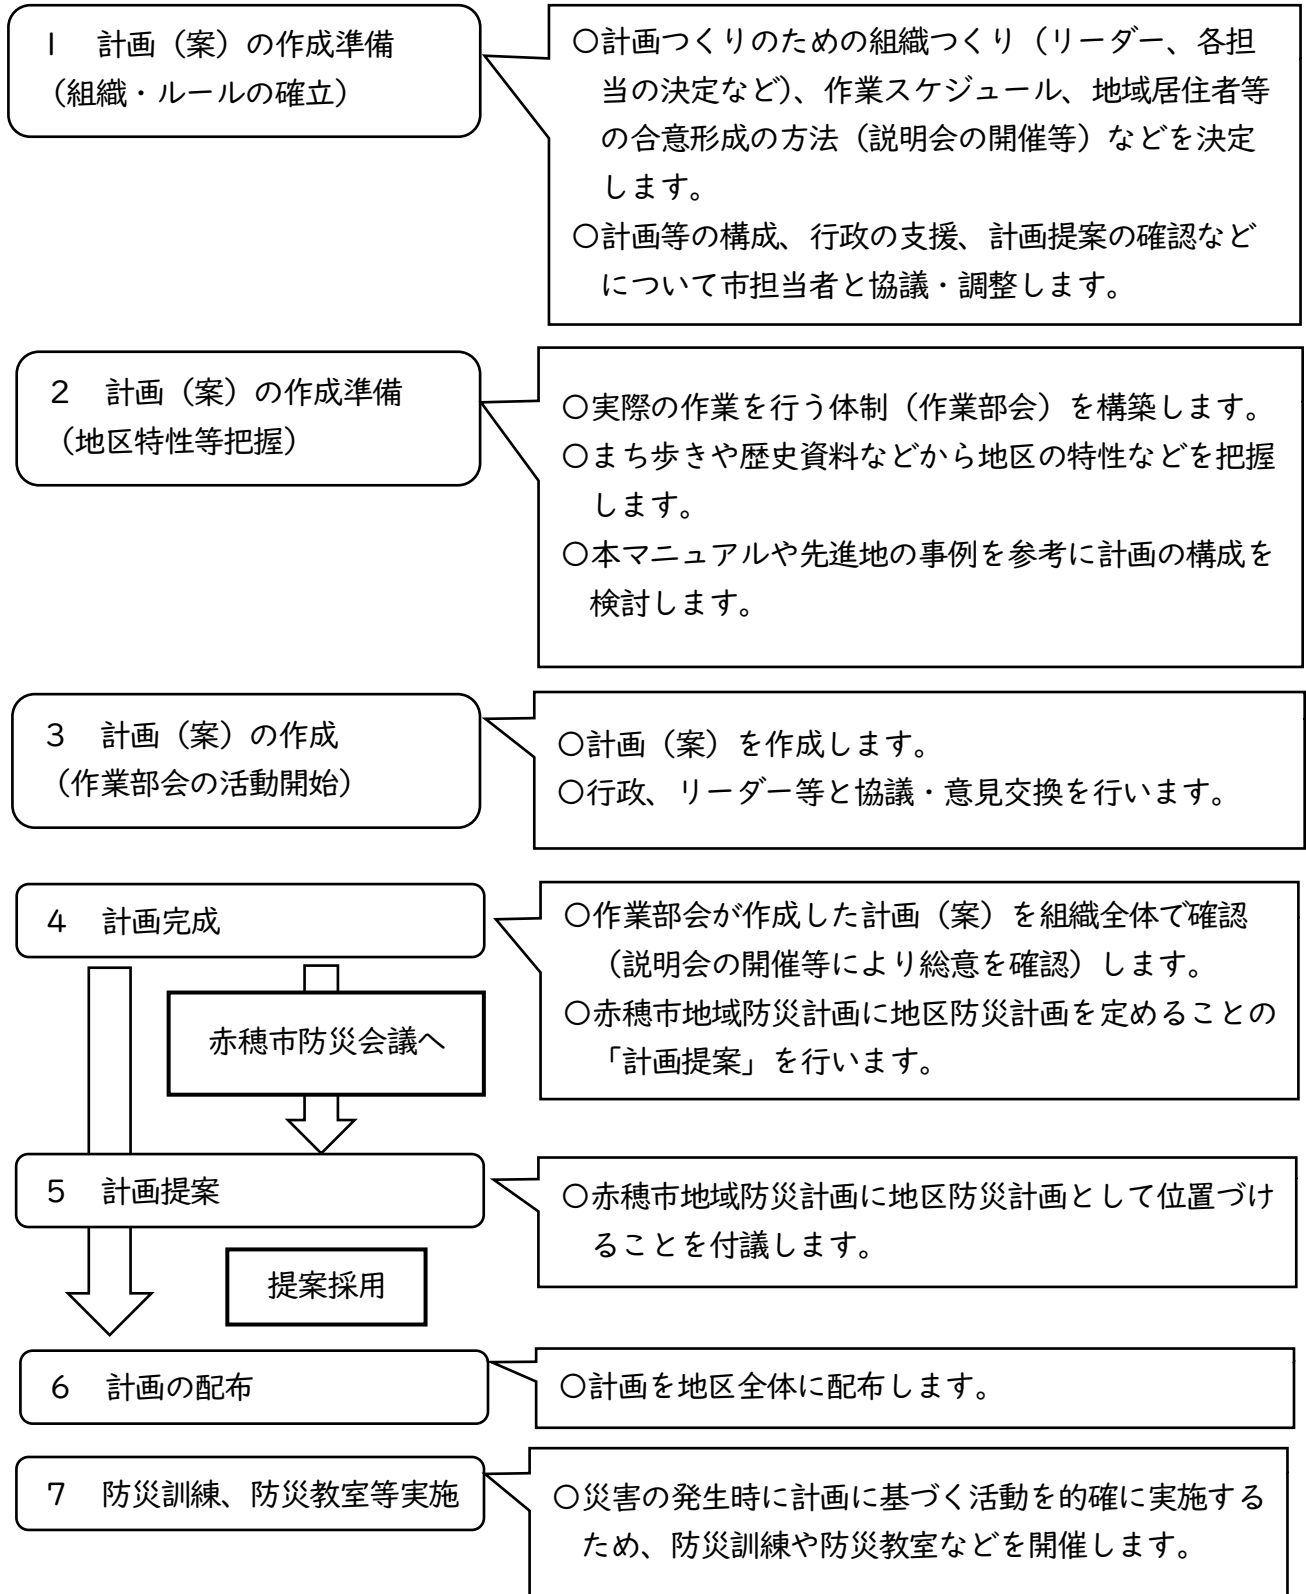 1 計画（案）の作成準備
（組織・ルールの確立）
〇計画つくりのための組織つくり（リーダー、各担
当の決定など）、作業スケジュール、地域居住者等
の合意形成の方法（説明会の開催等）などを決定
します。
〇計画等の構成、行政の支援、計画提案の確認など
について市担当者と協議・調整します。
2 計画（案）の作成準備
（地区特性等把握）
〇実際の作業を行う体制（作業部会）を構築します。
〇まち歩きや歴史資料などから地区の特性などを把握
します。
〇本マニュアルや先進地の事例を参考に計画の構成を
検討します。
3 計画（案）の作成
（作業部会の活動開始）
〇計画（案）を作成します。
〇行政、リーダー等と協議・意見交換を行います。
4 計画完成
〇作業部会が作成した計画（案）を組織全体で確認
（説明会の開催等により総意を確認）します。
〇赤穂市地域防災計画に地区防災計画を定めることの
「計画提案」を行います。
赤穂市防災会議へ
5 計画提案
〇赤穂市地域防災計画に地区防災計画として位置づけ
ることを付議します。
提案採用
6 計画の配布
〇計画を地区全体に配布します。
7 防災訓練、防災教室等実施
〇災害の発生時に計画に基づく活動を的確に実施する
ため、防災訓練や防災教室などを開催します。